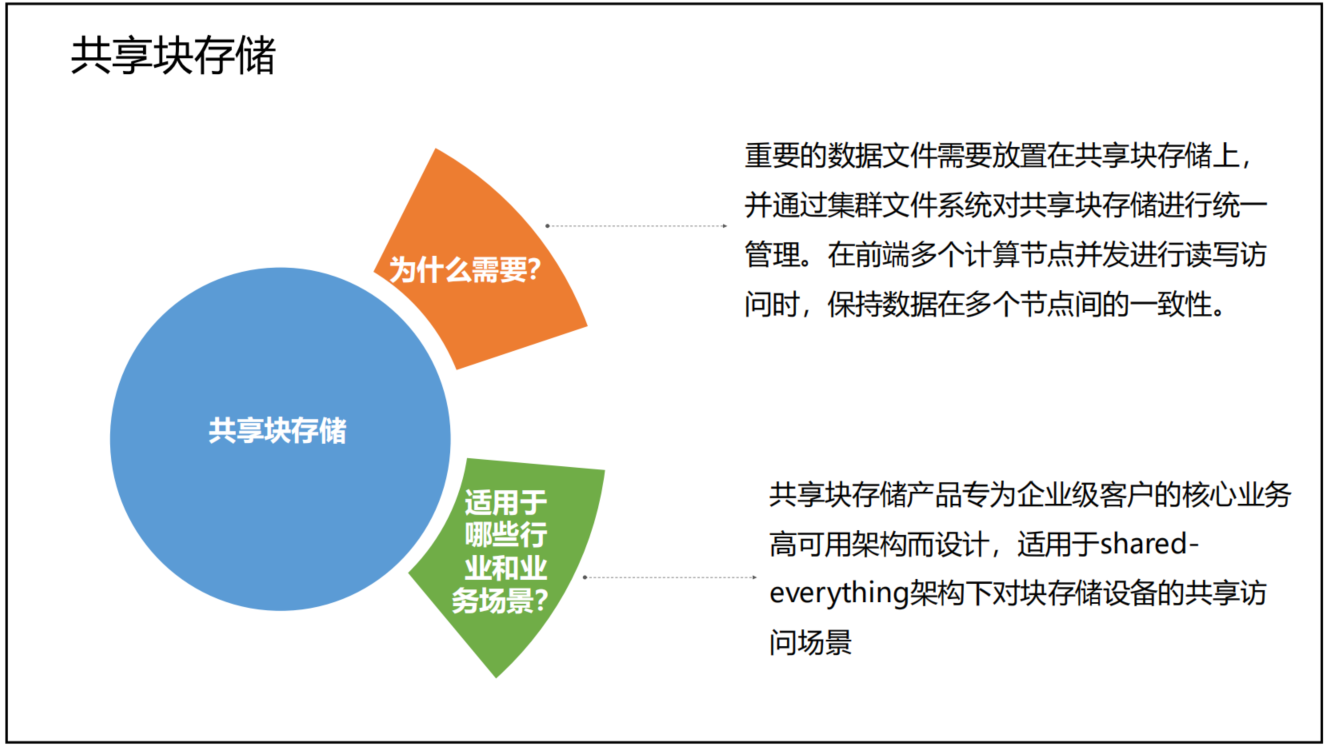 共享块存储
重要的数据文件需要放置在共享块存储上，
并通过集群文件系统对共享块存储进行统一
管理。在前端多个计算节点并发进行读写访
问时，保持数据在多个节点间的一致性。
为什么需要？
共享块存储
适用于
哪些行
业和业
务场景？
共享块存储产品专为企业级客户的核心业务
高可用架构而设计，适用于shared-
everything架构下对块存储设备的共享访
问场景